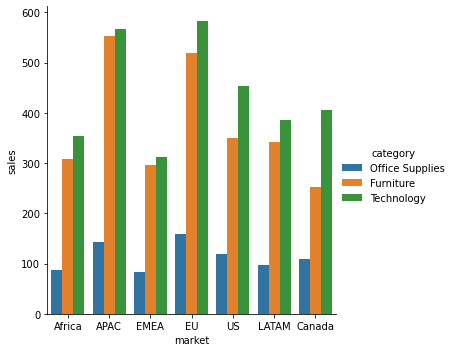 600
500
400
300
200
100
0
sales
Africa APAC EMEA EU US LATAM Canada
market
category
Office Supplies
Furniture
Technology